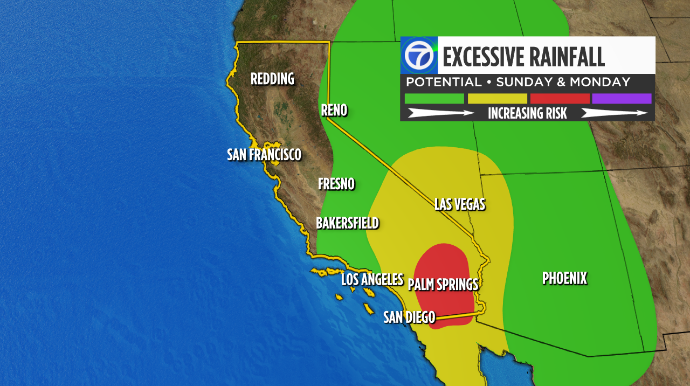 7 EXCESSIVE RAINFALL
POTENTIAL • SUNDAY & MONDAY
INCREASING RISK
REDDING
RENO
SAN FRANCISCO
FRESNO
LAS VEGAS
BAKERSFIELD
LOS ANGELES
PALM SPRINGS
PHOENIX
SAN DIEGO